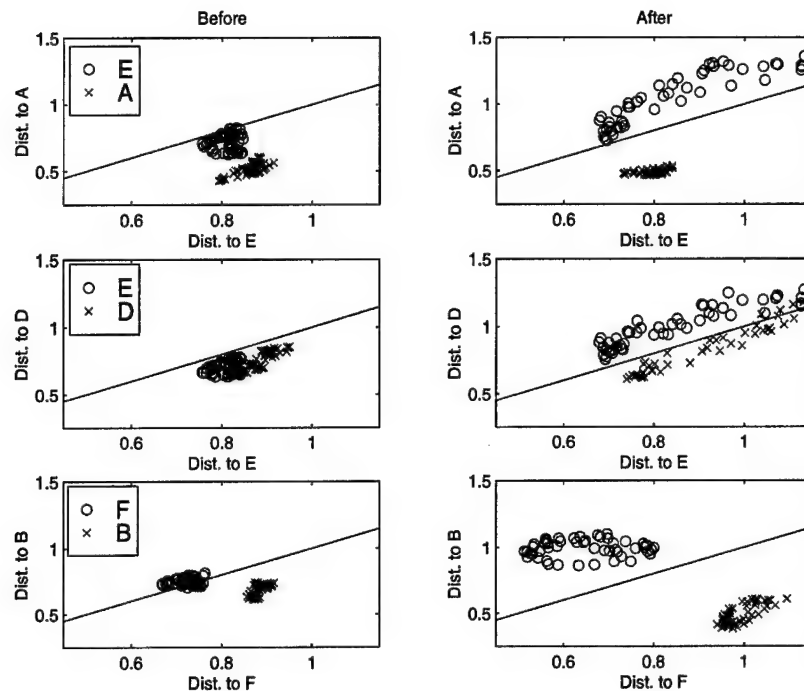 Before
1.5
1
0.5
Dist. to A
E
A
0.6 0.8 1
Dist. to E
After
1.5
1
0.5
Dist. to A
0.6 0.8 1
Dist. to E
1.5
1
0.5
Dist. to D
E
D
0.6 0.8 1
Dist. to E
1.5
1
0.5
Dist. to D
0.6 0.8 1
Dist. to E
1.5
1
0.5
Dist. to B
F
B
0.6 0.8 1
Dist. to F
1.5
1
0.5
Dist. to B
0.6 0.8 1
Dist. to F